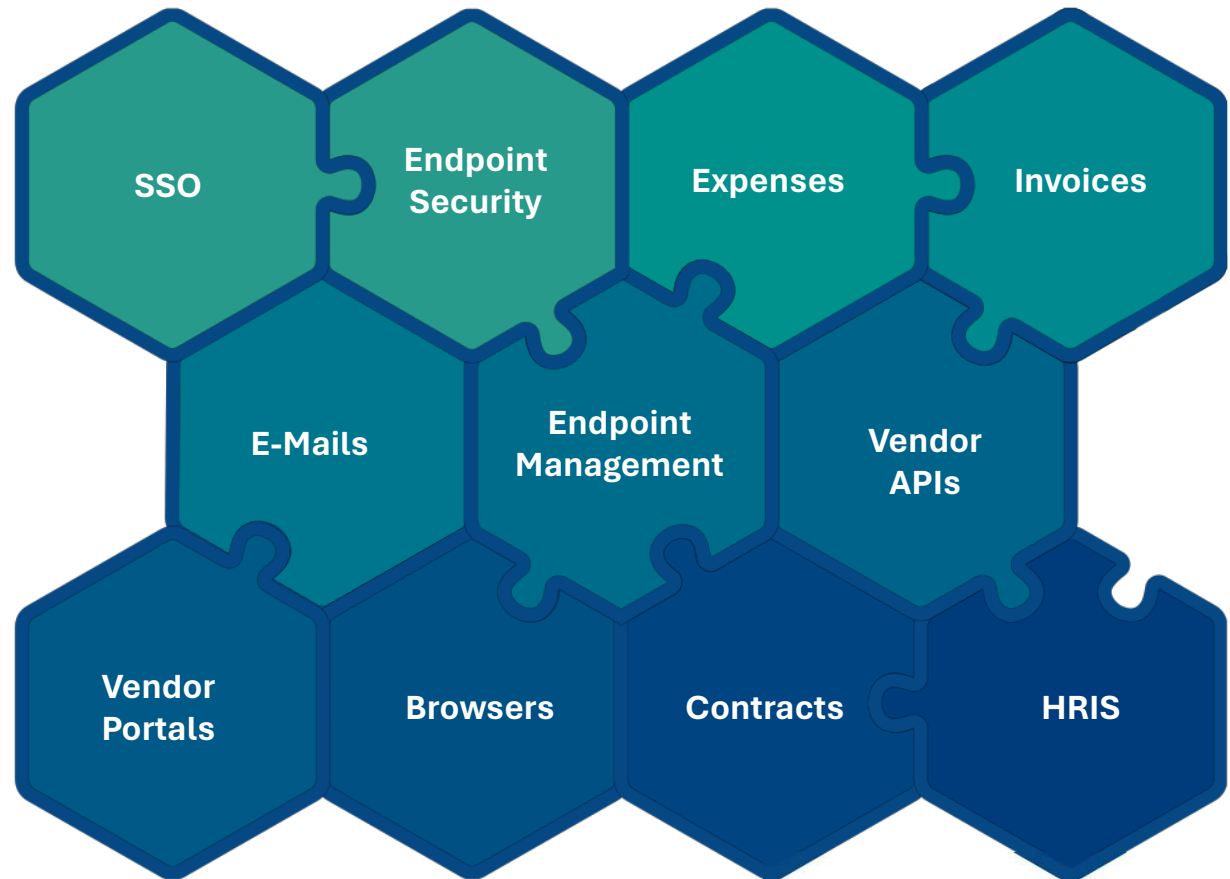 SSO
Endpoint
Security
Expenses
Invoices
E-Mails
Endpoint
Management
Vendor
APIs
Vendor
Portals
Browsers
Contracts
HRIS